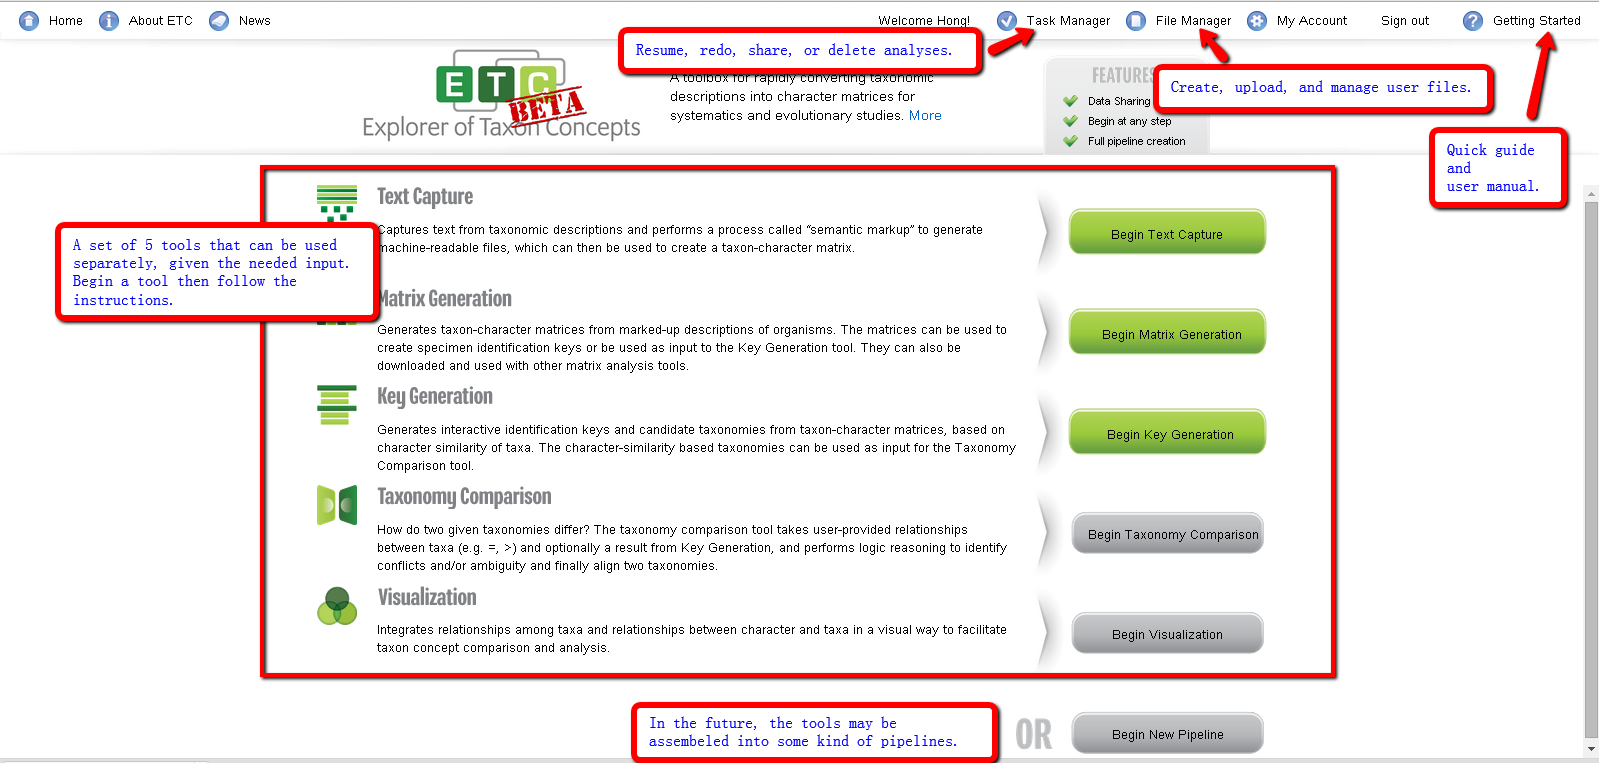 Home About ETC News Welcome Hong! Task Manager File Manager My Account Sign out Getting Started
Resume, redo, share, or delete analyses.
ETC
BETA
Explorer of Taxon Concepts
A toolbox for rapidly converting taxonomic
descriptions into character matrices for
systematics and evolutionary studies. More
FEATURES
Data Sharing
Begin at any step
Full pipeline creation
Create, upload, and manage user files.
Quick guide
and
user manual.
A set of 5 tools that can be used
separately, given the needed input.
Begin a tool then follow the
instructions.
Text Capture
Captures text from taxonomic descriptions and performs a process called “semantic markup” to generate
machine-readable files, which can then be used to create a taxon-character matrix.
Begin Text Capture
Matrix Generation
Generates taxon-character matrices from marked-up descriptions of organisms. The matrices can be used to
create specimen identification keys or be used as input to the Key Generation tool. They can also be
downloaded and used with other matrix analysis tools.
Begin Matrix Generation
Key Generation
Generates interactive identification keys and candidate taxonomies from taxon-character matrices, based on
character similarity of taxa. The character-similarity based taxonomies can be used as input for the Taxonomy
Comparison tool.
Begin Key Generation
Taxonomy Comparison
How do two given taxonomies differ? The taxonomy comparison tool takes user-provided relationships
between taxa (e.g. =, >) and optionally a result from Key Generation, and performs logic reasoning to identify
conflicts and/or ambiguity and finally align two taxonomies.
Begin Taxonomy Comparison
Visualization
Integrates relationships among taxa and relationships between character and taxa in a visual way to facilitate
taxon concept comparison and analysis.
Begin Visualization
In the future, the tools may be
assembeled into some kind of pipelines.
OR
Begin New Pipeline